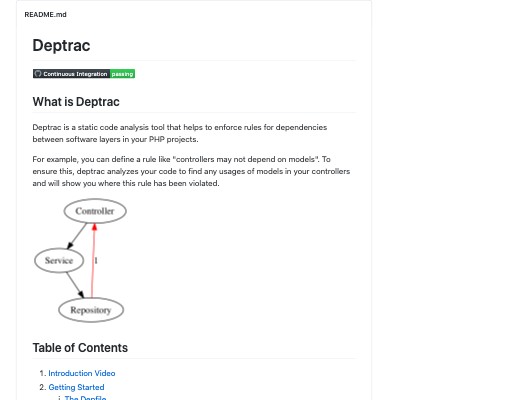 README.md
Deptrac
Continuous Integration passing
What is Deptrac
Deptrac is a static code analysis tool that helps to enforce rules for dependencies
between software layers in your PHP projects.
For example, you can define a rule like "controllers may not depend on models". To
ensure this, deptrac analyzes your code to find any usages of models in your controllers
and will show you where this rule has been violated.
Controller
Service
1
Repository
Table of Contents
1. Introduction Video
2. Getting Started
i. The Depfile